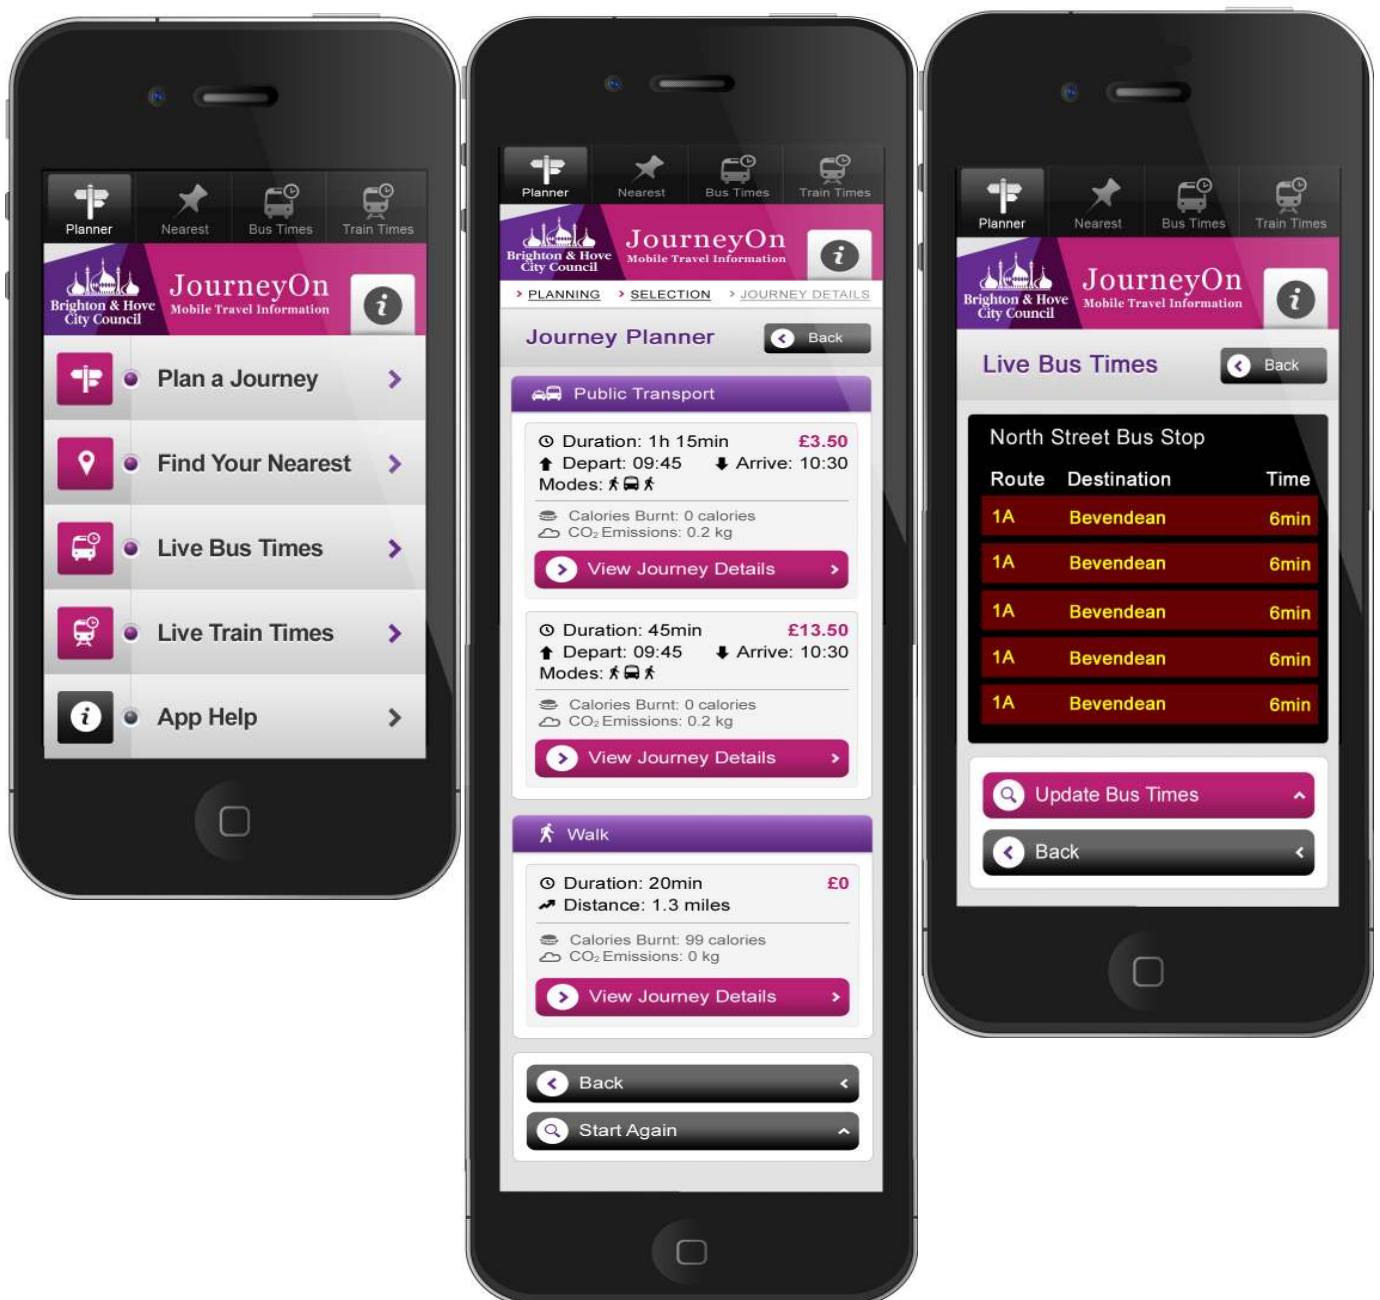 Planner Nearest Bus Times Train Times
Brighton & Hove
City Council
JourneyOn
Mobile Travel Information
i
Plan a Journey
Find Your Nearest
Live Bus Times
Live Train Times
i App Help
Planner Nearest Bus Times Train Times
Brighton & Hove
City Council
JourneyOn
Mobile Travel Information
i
> PLANNING > SELECTION > JOURNEY DETAILS
Journey Planner
Back
Public Transport
Duration: 1h 15min £3.50
Depart: 09:45 Arrive: 10:30
Modes:
Calories Burnt: 0 calories
CO₂ Emissions: 0.2 kg
View Journey Details
Duration: 45min £13.50
Depart: 09:45 Arrive: 10:30
Modes:
Calories Burnt: 0 calories
CO₂ Emissions: 0.2 kg
View Journey Details
Walk
Duration: 20min £0
Distance: 1.3 miles
Calories Burnt: 99 calories
CO₂ Emissions: 0 kg
View Journey Details
Back
Start Again
Planner Nearest Bus Times Train Times
Brighton & Hove
City Council
JourneyOn
Mobile Travel Information
i
Live Bus Times
Back
North Street Bus Stop
Route Destination Time
1A Bevendean 6min
1A Bevendean 6min
1A Bevendean 6min
1A Bevendean 6min
1A Bevendean 6min
Update Bus Times
Back